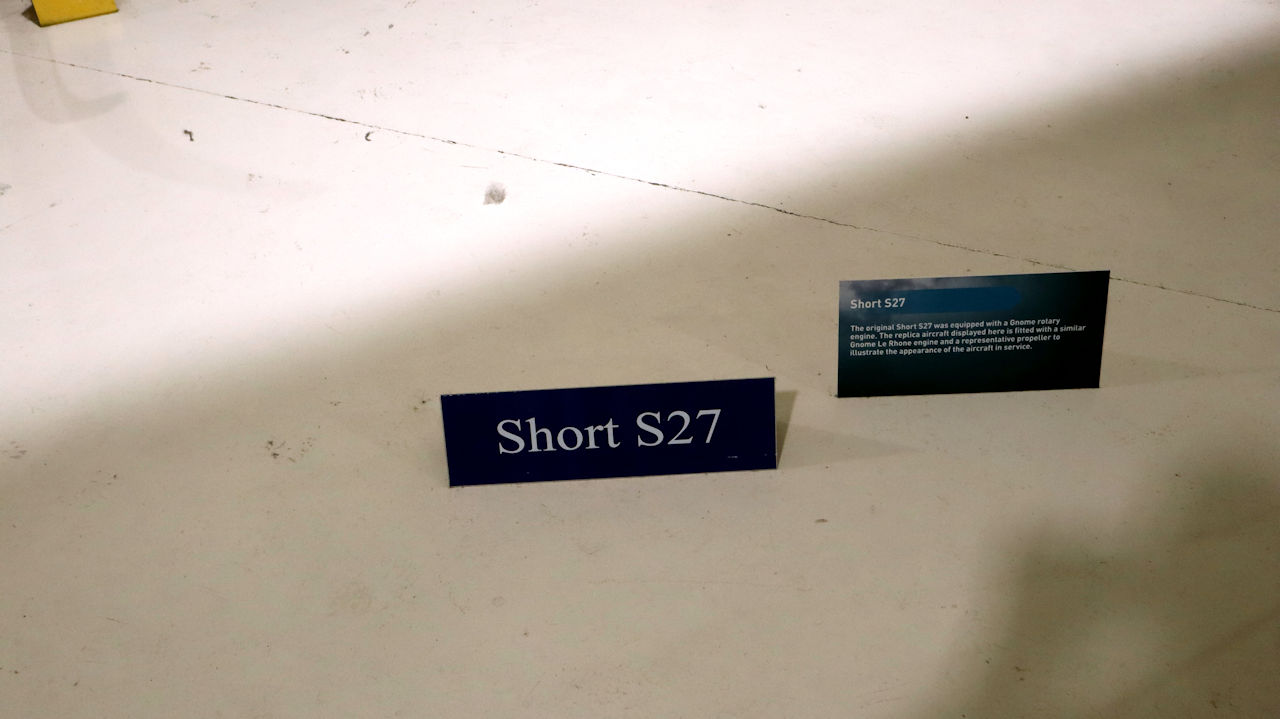 Short S27
Short S27
The original Short S27 was equipped with a Gnome rotary
engine. The replica aircraft displayed here is fitted with a similar
Gnome Le Rhone engine and a representative propeller to
illustrate the appearance of the aircraft in service.